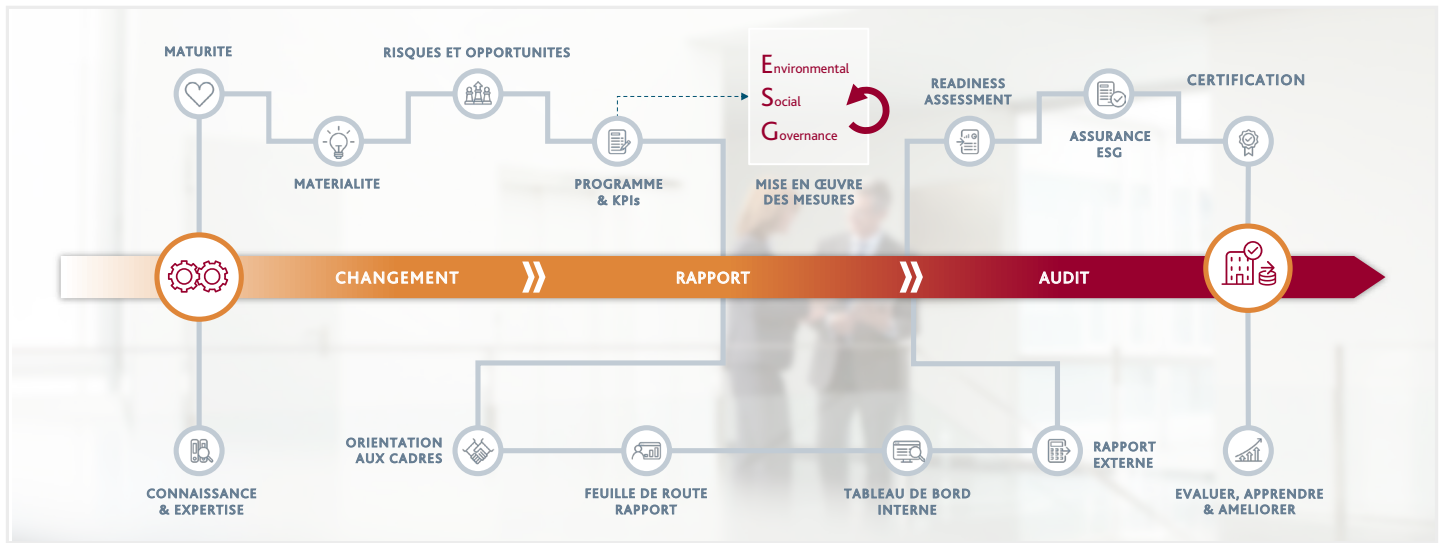 MATURITE
RISQUES ET OPPORTUNITES
MATERIALITE
PROGRAMME
& KPIs
Environmental
Social
Governance
MISE EN ŒUVRE
DES MESURES
READINESS
ASSESSMENT
ASSURANCE
ESG
CERTIFICATION
CHANGEMENT
RAPPORT
AUDIT
CONNAISSANCE
& EXPERTISE
ORIENTATION
AUX CADRES
FEUILLE DE ROUTE
RAPPORT
TABLEAU DE BORD
INTERNE
RAPPORT
EXTERNE
EVALUER, APPRENDRE
& AMELIORER